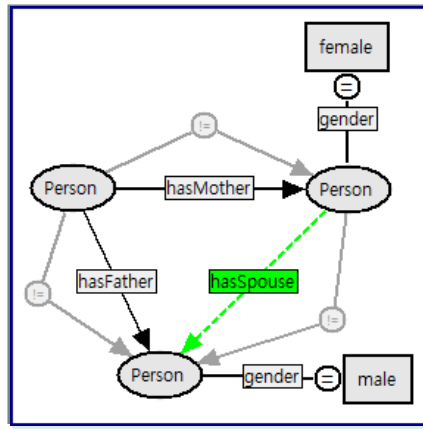 female
=
!=
gender
Person
hasMother
Person
hasFather
hasSpouse
!=
!=
Person
gender
=
male